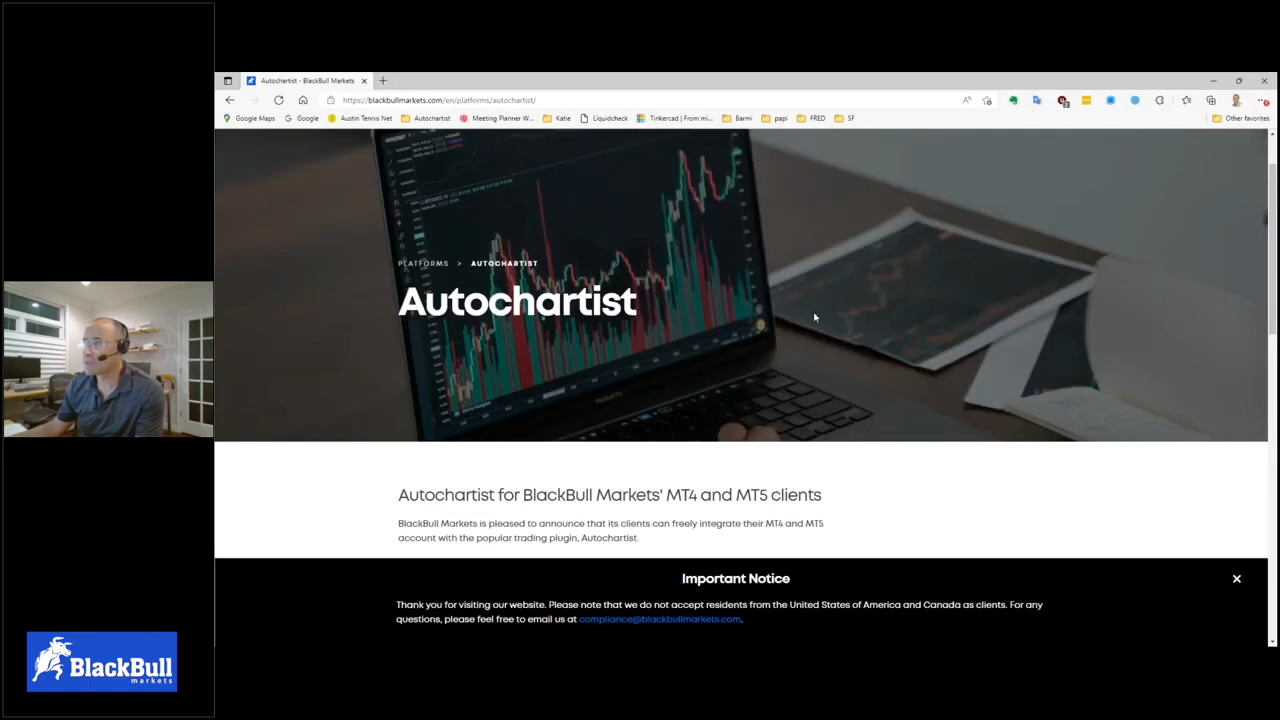 Autochartist - BlackBull Markets
https://blackbullmarkets.com/en/platforms/autochartist/
Google Maps
Google
Austin Tennis Net
Autochartist
Meeting Planner W...
Katie
Liquidcheck
Tinkercad | From mi...
Barmi
papi
FRED
SF
Other favorites
PLATFORMS > AUTOCHARTIST
Autochartist
Autochartist for BlackBull Markets' MT4 and MT5 clients
BlackBull Markets is pleased to announce that its clients can freely integrate their MT4 and MT5
account with the popular trading plugin, Autochartist.
Important Notice
Thank you for visiting our website. Please note that we do not accept residents from the United States of America and Canada as clients. For any
questions, please feel free to email us at compliance@blackbullmarkets.com.
BlackBull
markets